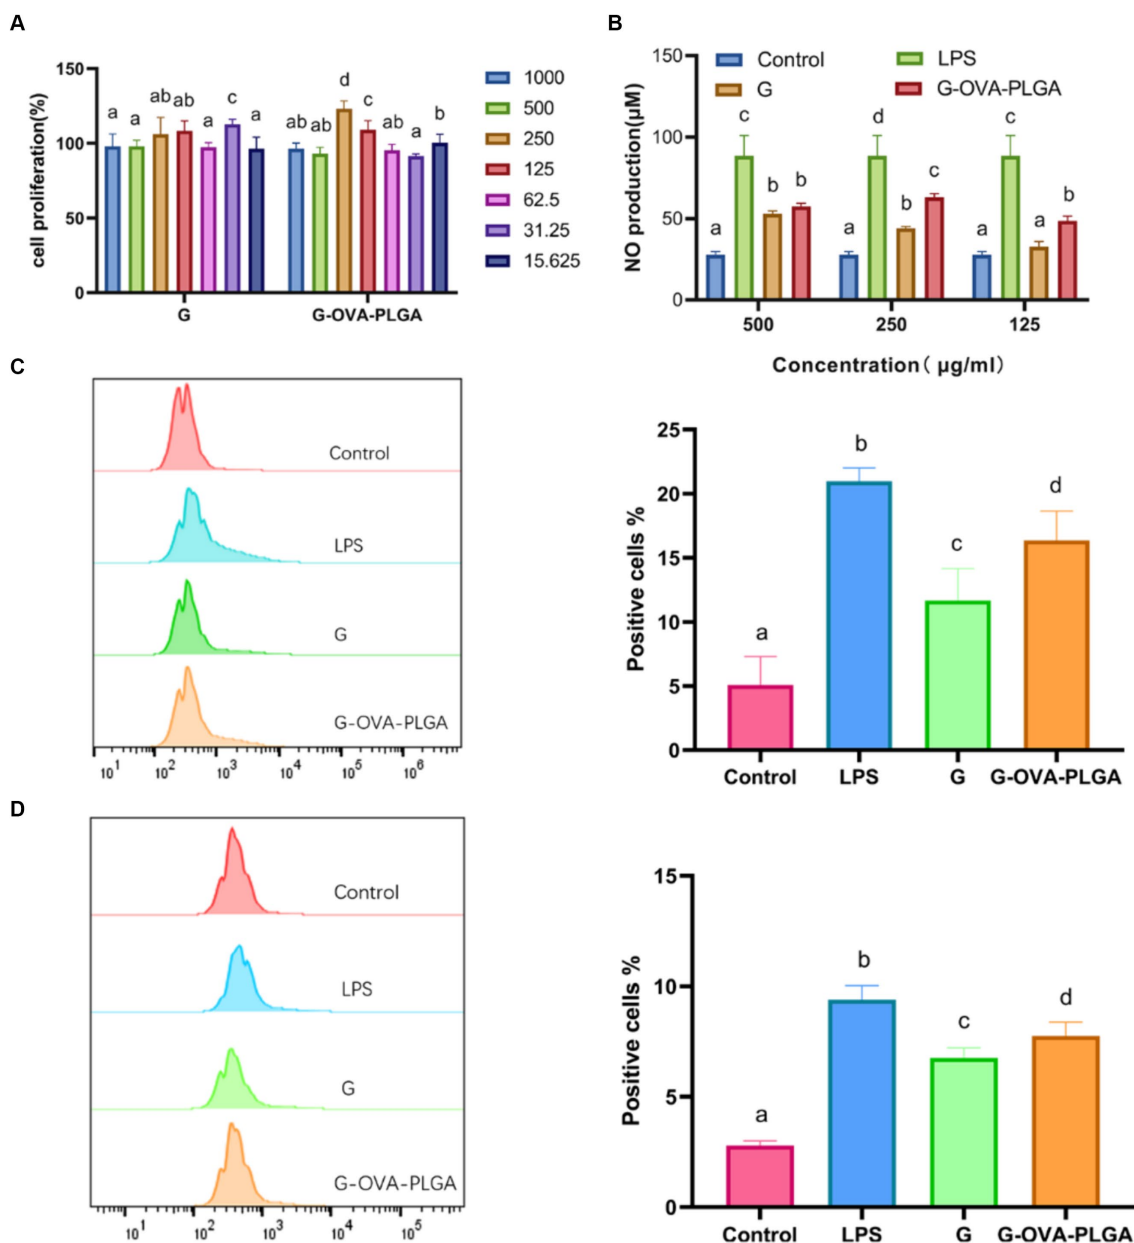 A
cell proliferation(%)
150
100
50
0
a a ab ab a c a
ab ab d c ab a b
G G-OVA-PLGA
1000
500
250
125
62.5
31.25
15.625
B
NO production(μM)
150
100
50
0
Control LPS
G G-OVA-PLGA
a c b b
a d b c
a c a b
500 250 125
Concentration( μg/ml)
C
Control
LPS
G
G-OVA-PLGA
10¹ 10² 10³ 10⁴ 10⁵ 10⁶
Positive cells %
25
20
15
10
5
0
a b c d
Control LPS G G-OVA-PLGA
D
Control
LPS
G
G-OVA-PLGA
10¹ 10² 10³ 10⁴ 10⁵
Positive cells %
15
10
5
0
a b c d
Control LPS G G-OVA-PLGA